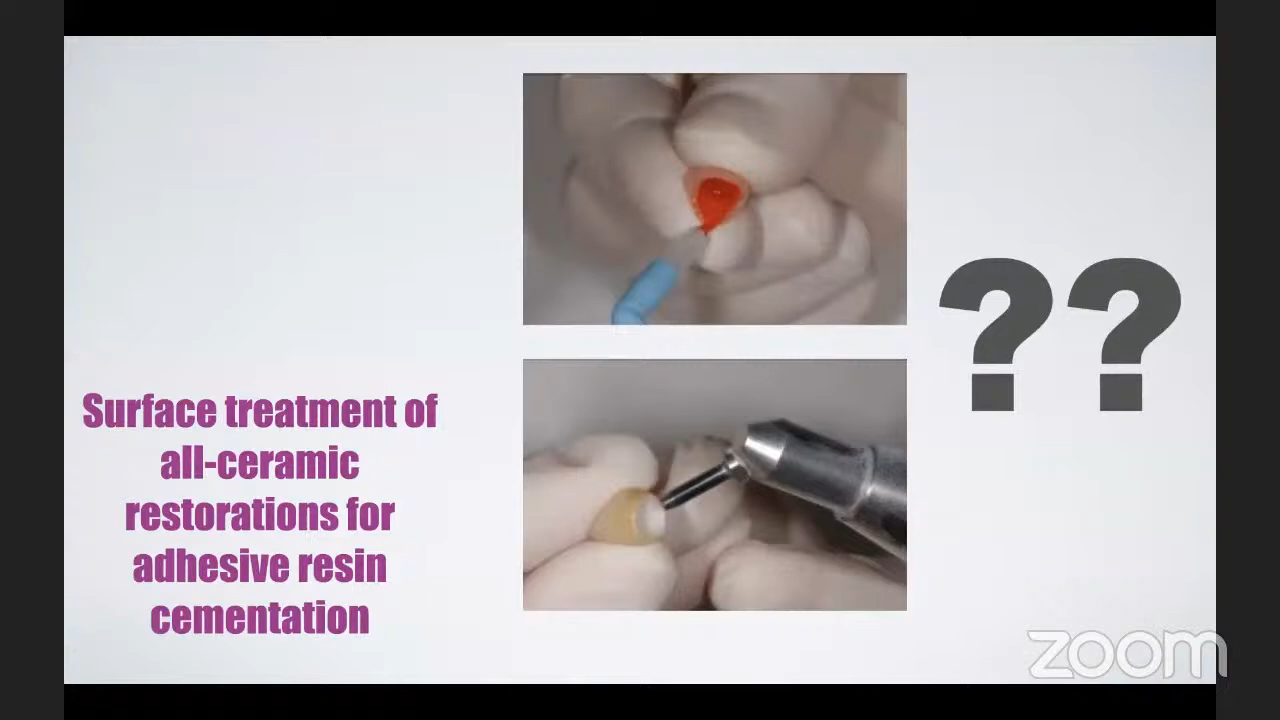 Surface treatment of
all-ceramic
restorations for
adhesive resin
cementation
??
zoom